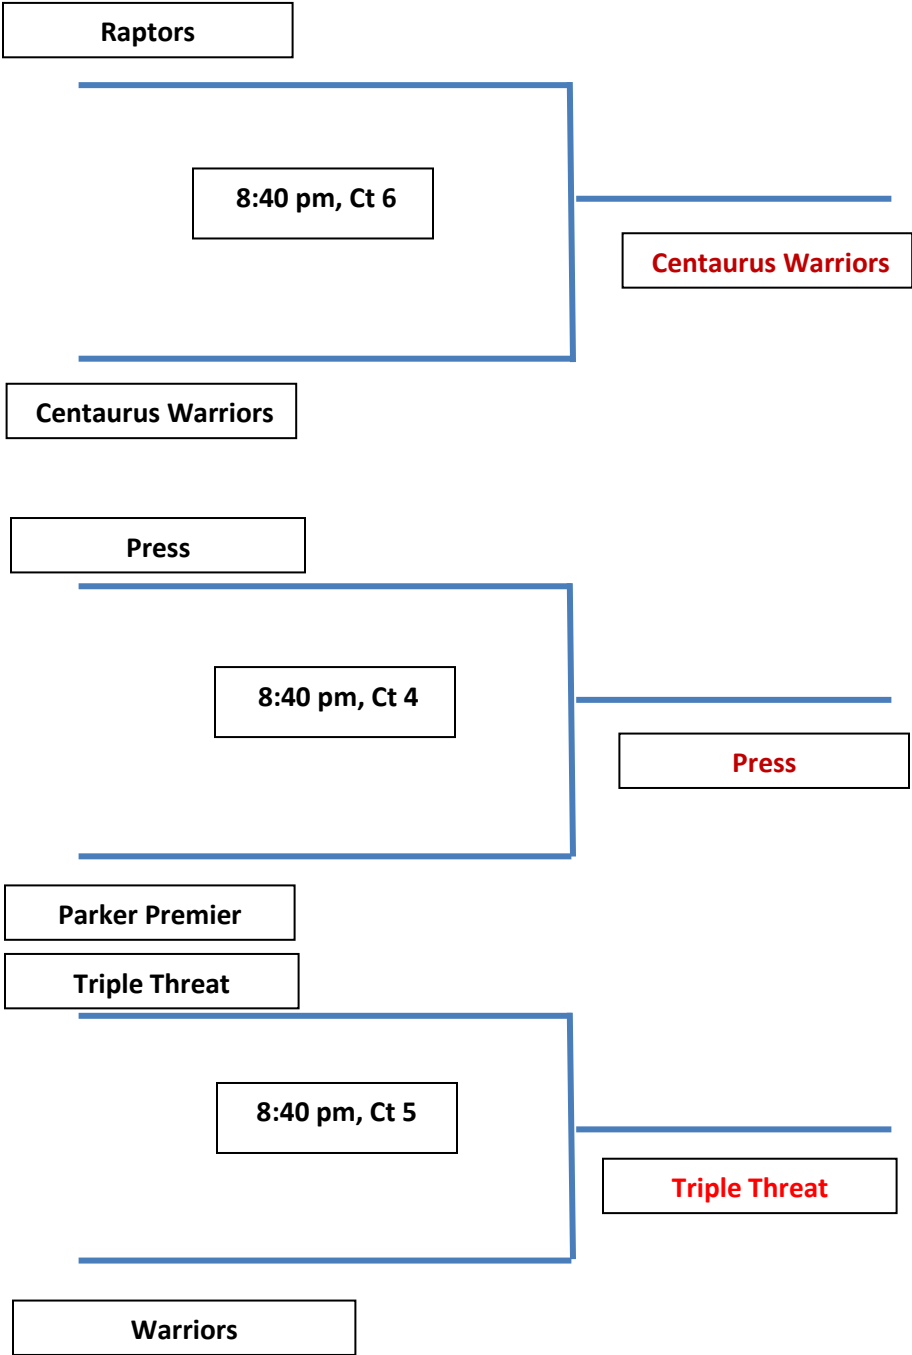 Raptors
8:40 pm, Ct 6
Centaurus Warriors
Centaurus Warriors
Press
8:40 pm, Ct 4
Press
Parker Premier
Triple Threat
8:40 pm, Ct 5
Triple Threat
Warriors